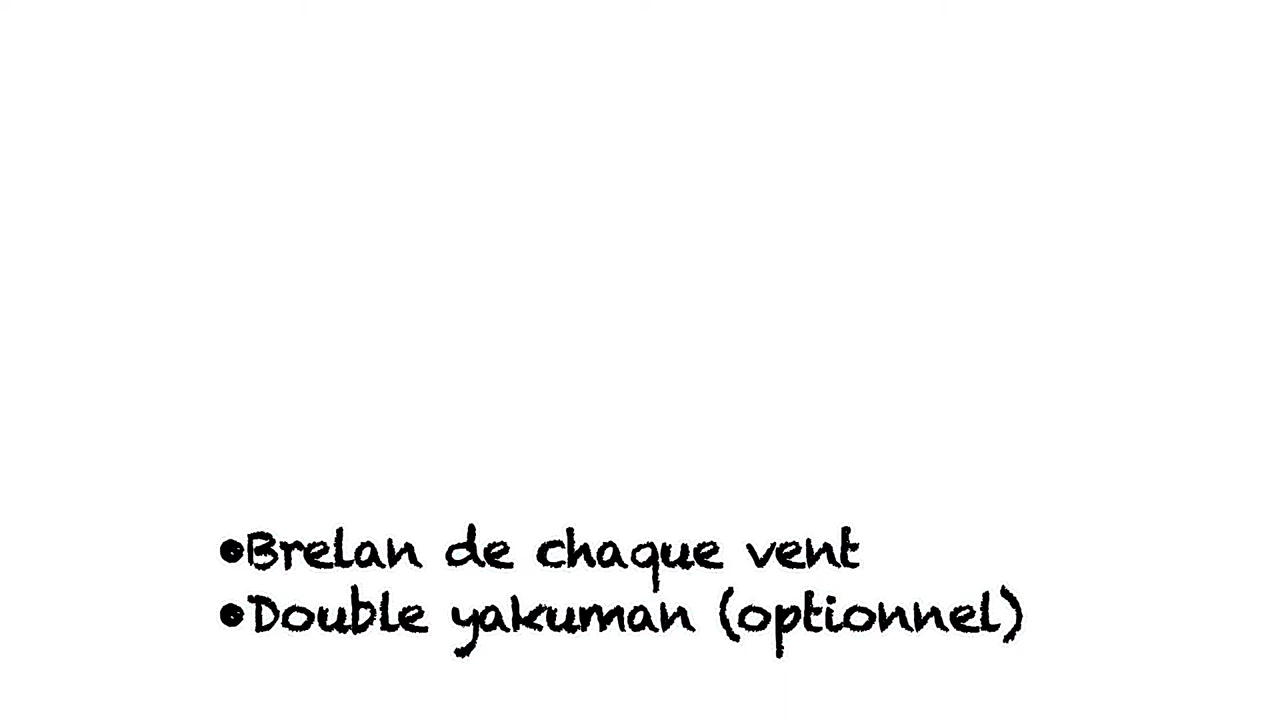 •Brelan de chaque vent
•Double yakuman (optionnel)